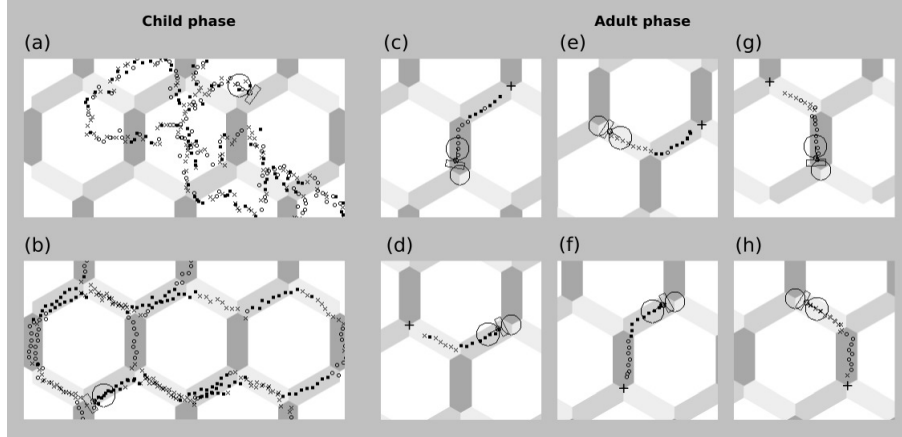 Child phase
Adult phase
(a)
(c)
(e)
(g)
(b)
(d)
(f)
(h)